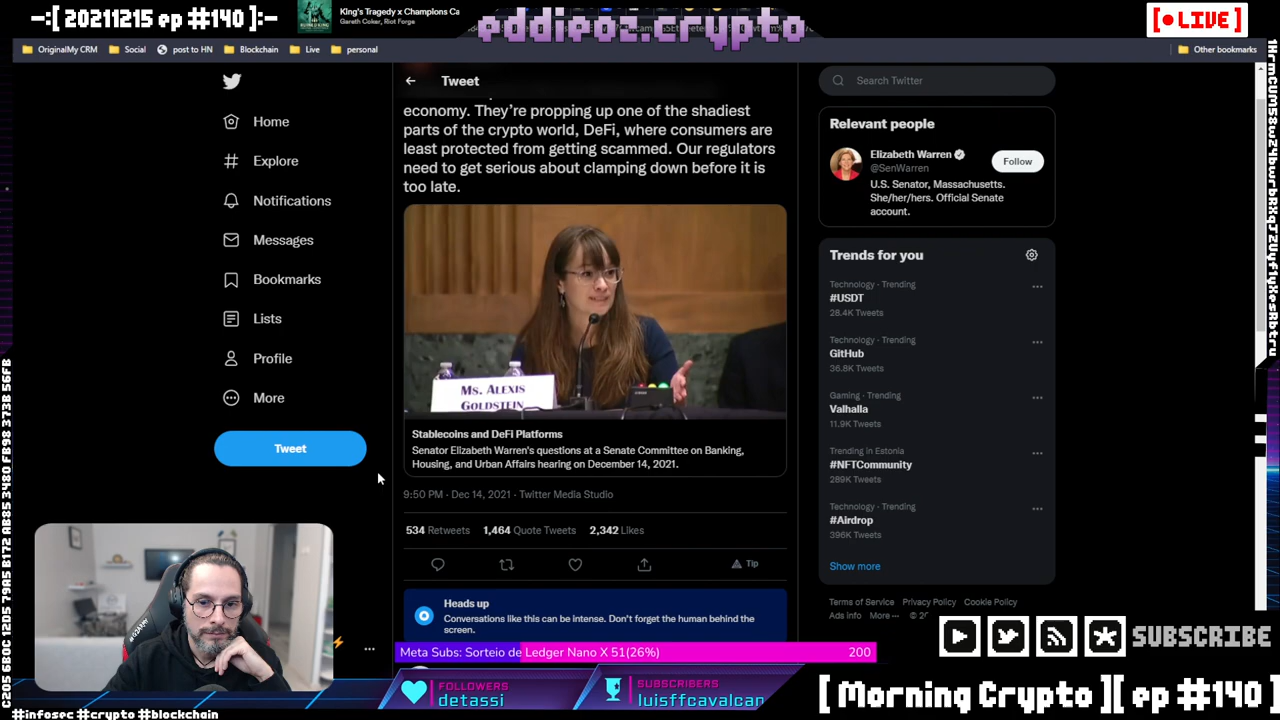 -:[ 20211215 ep #140 ]:-
King's Tragedy x Champions Ca
Gareth Coker, Riot Forge
eddieoz.crypto
[ LIVE ]
OriginalMy CRM
Social
post to HN
Blockchain
Live
personal
Other bookmarks
Home
Explore
Notifications
Messages
Bookmarks
Lists
Profile
More
Tweet
Tweet
economy. They're propping up one of the shadiest
parts of the crypto world, DeFi, where consumers are
least protected from getting scammed. Our regulators
need to get serious about clamping down before it is
too late.
MS. ALEXIS
GOLDSTEIN
Stablecoins and DeFi Platforms
Senator Elizabeth Warren's questions at a Senate Committee on Banking,
Housing, and Urban Affairs hearing on December 14, 2021.
9:50 PM · Dec 14, 2021 · Twitter Media Studio
534 Retweets 1,464 Quote Tweets 2,342 Likes
Tip
Heads up
Conversations like this can be intense. Don't forget the human behind the
screen.
Search Twitter
Relevant people
Elizabeth Warren
@SenWarren
Follow
U.S. Senator, Massachusetts.
She/her/hers. Official Senate
account.
Trends for you
Technology · Trending
#USDT
28.4K Tweets
Technology · Trending
GitHub
36.8K Tweets
Gaming · Trending
Valhalla
11.9K Tweets
Trending in Estonia
#NFTCommunity
289K Tweets
Technology · Trending
#Airdrop
396K Tweets
Show more
Terms of Service Privacy Policy Cookie Policy
Ads info More ··· © 20
SUBSCRIBE
Meta Subs: Sorteio de Ledger Nano X 51(26%) 200
FOLLOWERS
detassi
SUBSCRIBERS
luisffcavalcan
[ Morning Crypto ][ ep #140 ]
#infosec #crypto #blockchain
C5D5 6B0C 12D5 79A5 B172 AB35 3480 FB98 373B 56FB